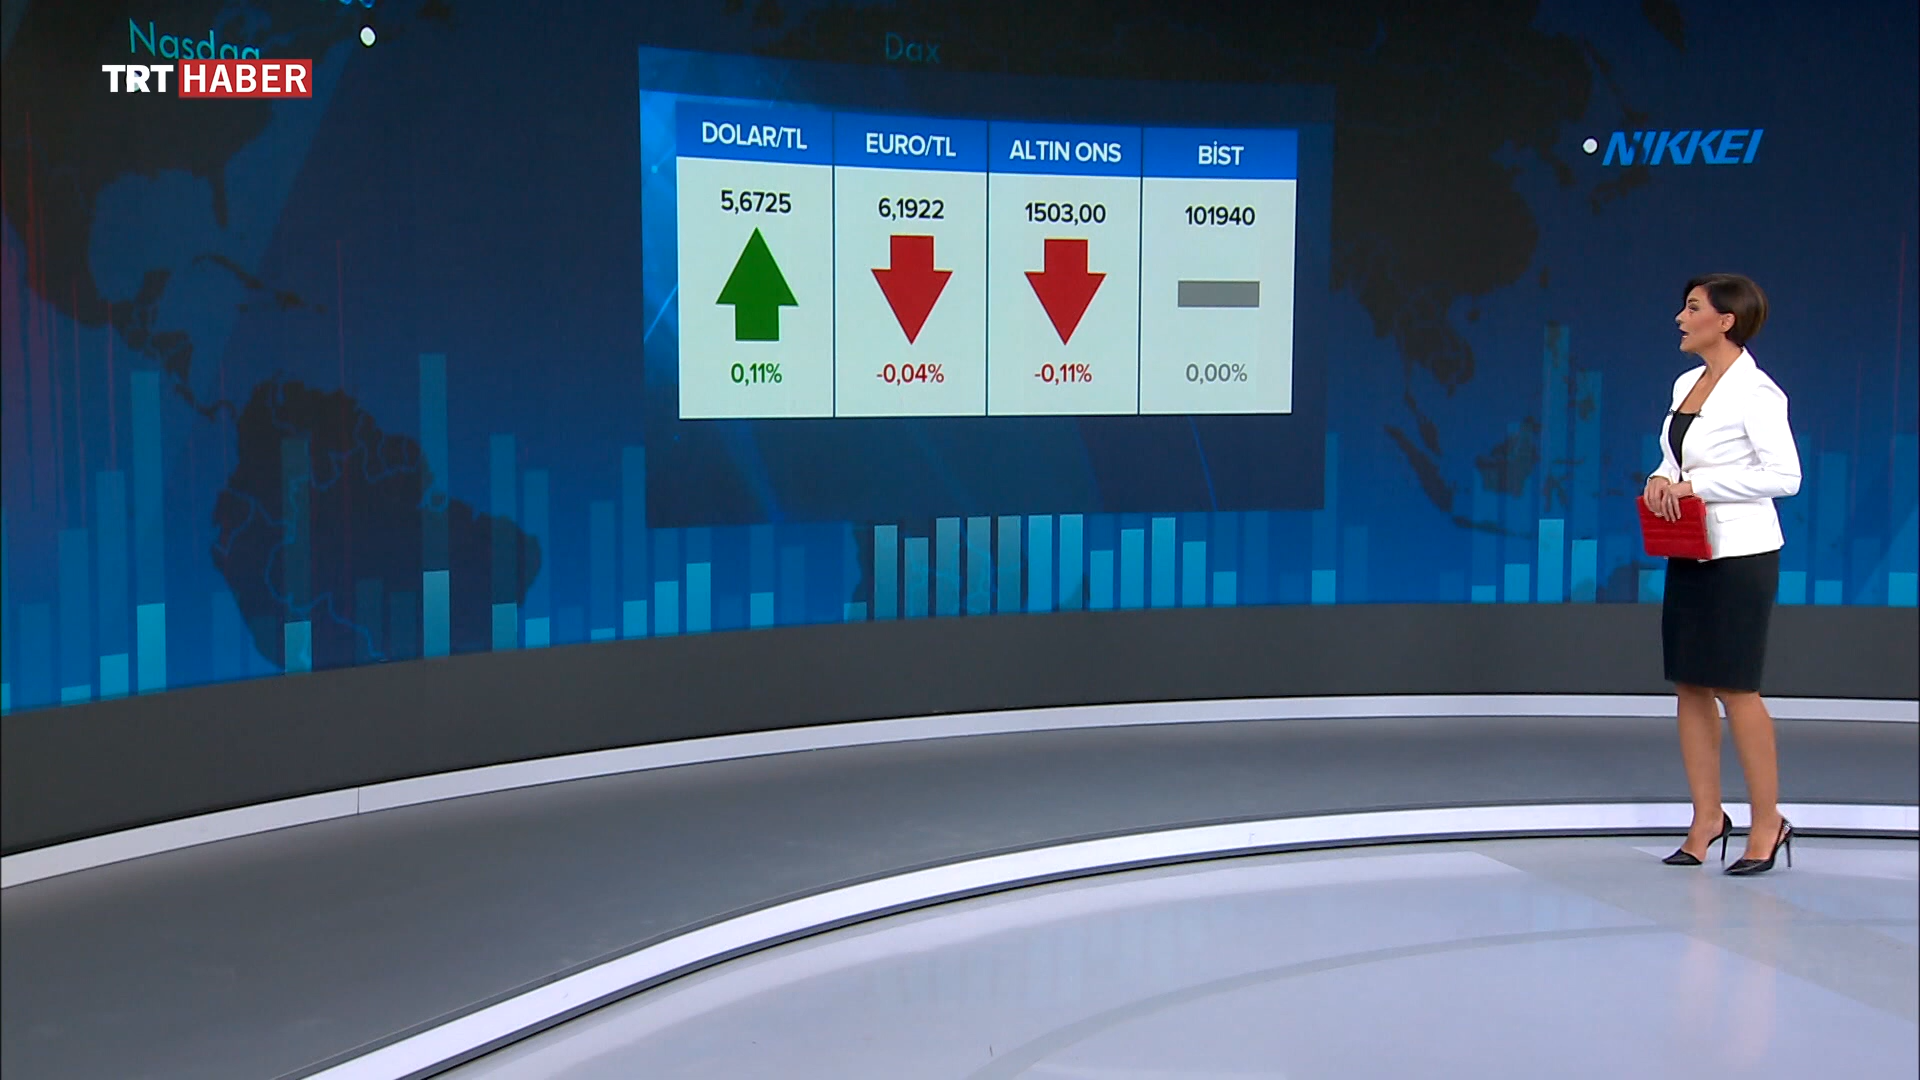 Nasdaq
TRT HABER
Dax
NIKKEI
DOLAR/TL EURO/TL ALTIN ONS BİST
5,6725 6,1922 1503,00 101940
0,11% -0,04% -0,11% 0,00%